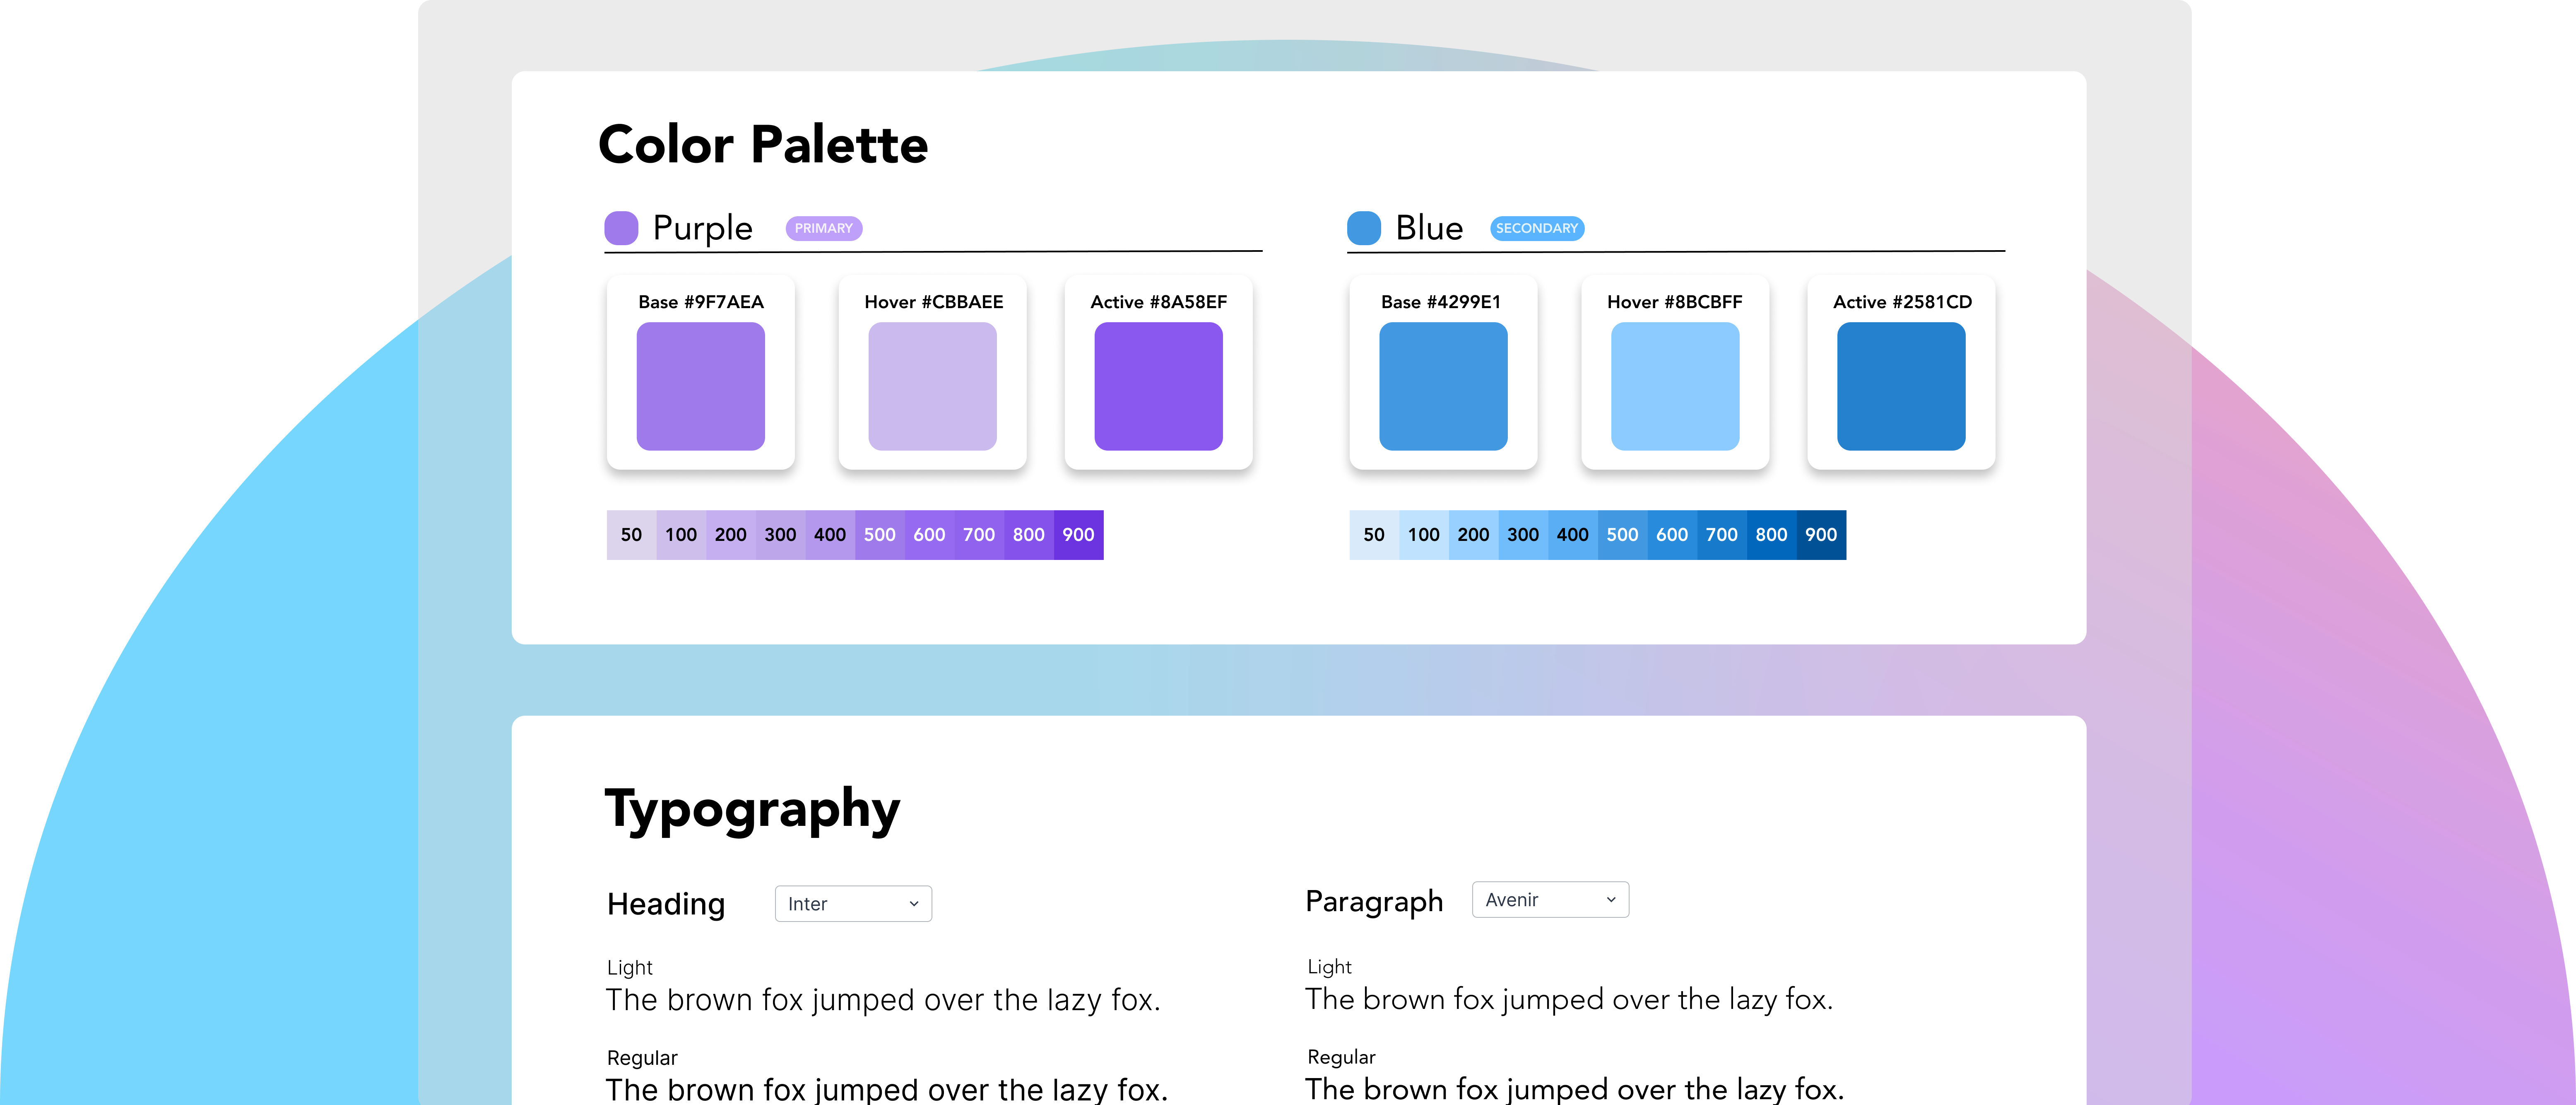 Color Palette
Purple PRIMARY
Base #9F7AEA Hover #CBBAEE Active #8A58EF
50 100 200 300 400 500 600 700 800 900
Blue SECONDARY
Base #4299E1 Hover #8BCBFF Active #2581CD
50 100 200 300 400 500 600 700 800 900
Typography
Heading Inter
Light
The brown fox jumped over the lazy fox.
Regular
The brown fox jumped over the lazy fox.
Paragraph Avenir
Light
The brown fox jumped over the lazy fox.
Regular
The brown fox jumped over the lazy fox.